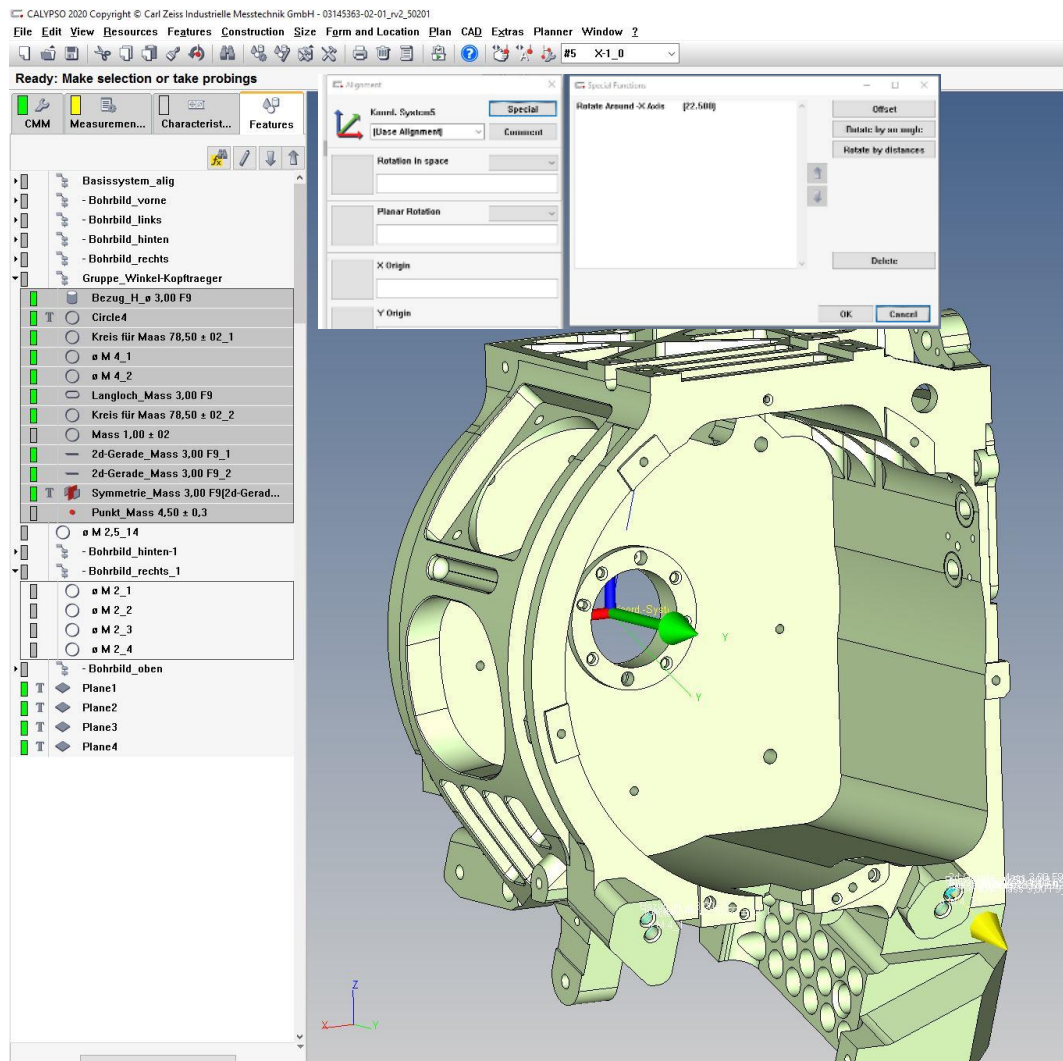 CALYPSO 2020 Copyright © Carl Zeiss Industrielle Messtechnik GmbH - 03145363-02-01_rv2_50201
File Edit View Resources Features Construction Size Form and Location Plan CAD Extras Planner Window ?
#5 X-1_0
Ready: Make selection or take probings
CMM
Measuremen...
Characterist...
Features
Basissystem_alig
- Bohrbild_vorne
- Bohrbild_links
- Bohrbild_hinten
- Bohrbild_rechts
Gruppe_Winkel-Kopftraeger
Bezug_H_ø 3,00 F9
T Circle4
Kreis für Maas 78,50 ± 02_1
ø M 4_1
ø M 4_2
Langloch_Mass 3,00 F9
Kreis für Maas 78,50 ± 02_2
Mass 1,00 ± 02
2d-Gerade_Mass 3,00 F9_1
2d-Gerade_Mass 3,00 F9_2
T Symmetrie_Mass 3,00 F9(2d-Gerad...
Punkt_Mass 4,50 ± 0,3
ø M 2,5_14
- Bohrbild_hinten-1
- Bohrbild_rechts_1
ø M 2_1
ø M 2_2
ø M 2_3
ø M 2_4
- Bohrbild_oben
T Plane1
T Plane2
T Plane3
T Plane4
Alignment
Koord. System5
Special
(Base Alignment)
Comment
Rotation in space
Planar Rotation
X Origin
Y Origin
Special Functions
Rotate Around -X Axis (22.500)
Offset
Rotate by an angle
Rotate by distances
Delete
OK
Cancel
Y
Y
Z
X
Y